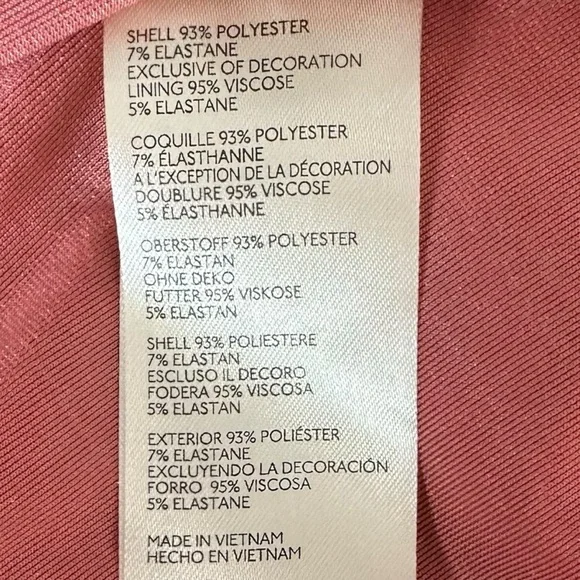 SHELL 93% POLYESTER
7% ELASTANE
EXCLUSIVE OF DECORATION
LINING 95% VISCOSE
5% ELASTANE
COQUILLE 93% POLYESTER
7% ÉLASTHANNE
A L'EXCEPTION DE LA DÉCORATION
DOUBLURE 95% VISCOSE
5% ÉLASTHANNE
OBERSTOFF 93% POLYESTER
7% ELASTAN
OHNE DEKO
FUTTER 95% VISKOSE
5% ELASTAN
SHELL 93% POLIESTERE
7% ELASTAN
ESCLUSO IL DECORO
FODERA 95% VISCOSA
5% ELASTAN
EXTERIOR 93% POLIÉSTER
7% ELASTANE
EXCLUYENDO LA DECORACIÓN
FORRO 95% VISCOSA
5% ELASTANE
MADE IN VIETNAM
HECHO EN VIETNAM